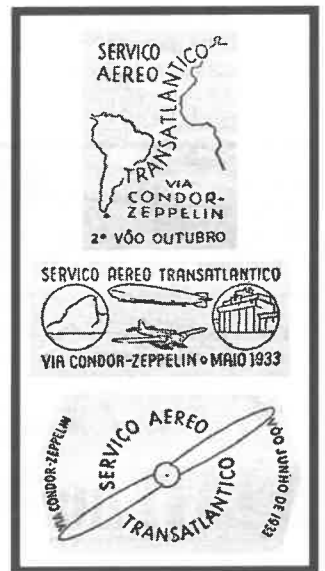 SERVICO
AEREO
TRANSATLANTICO
VIA
CONDOR-
ZEPPELIN
2º VÔO OUTUBRO
SERVICO AEREO TRANSATLANTICO
VIA CONDOR-ZEPPELIN MAIO 1933
VIA CONDOR-ZEPPELIN
SERVIÇO AEREO
TRANSATLANTICO
VÔO JUNHO DE 1933